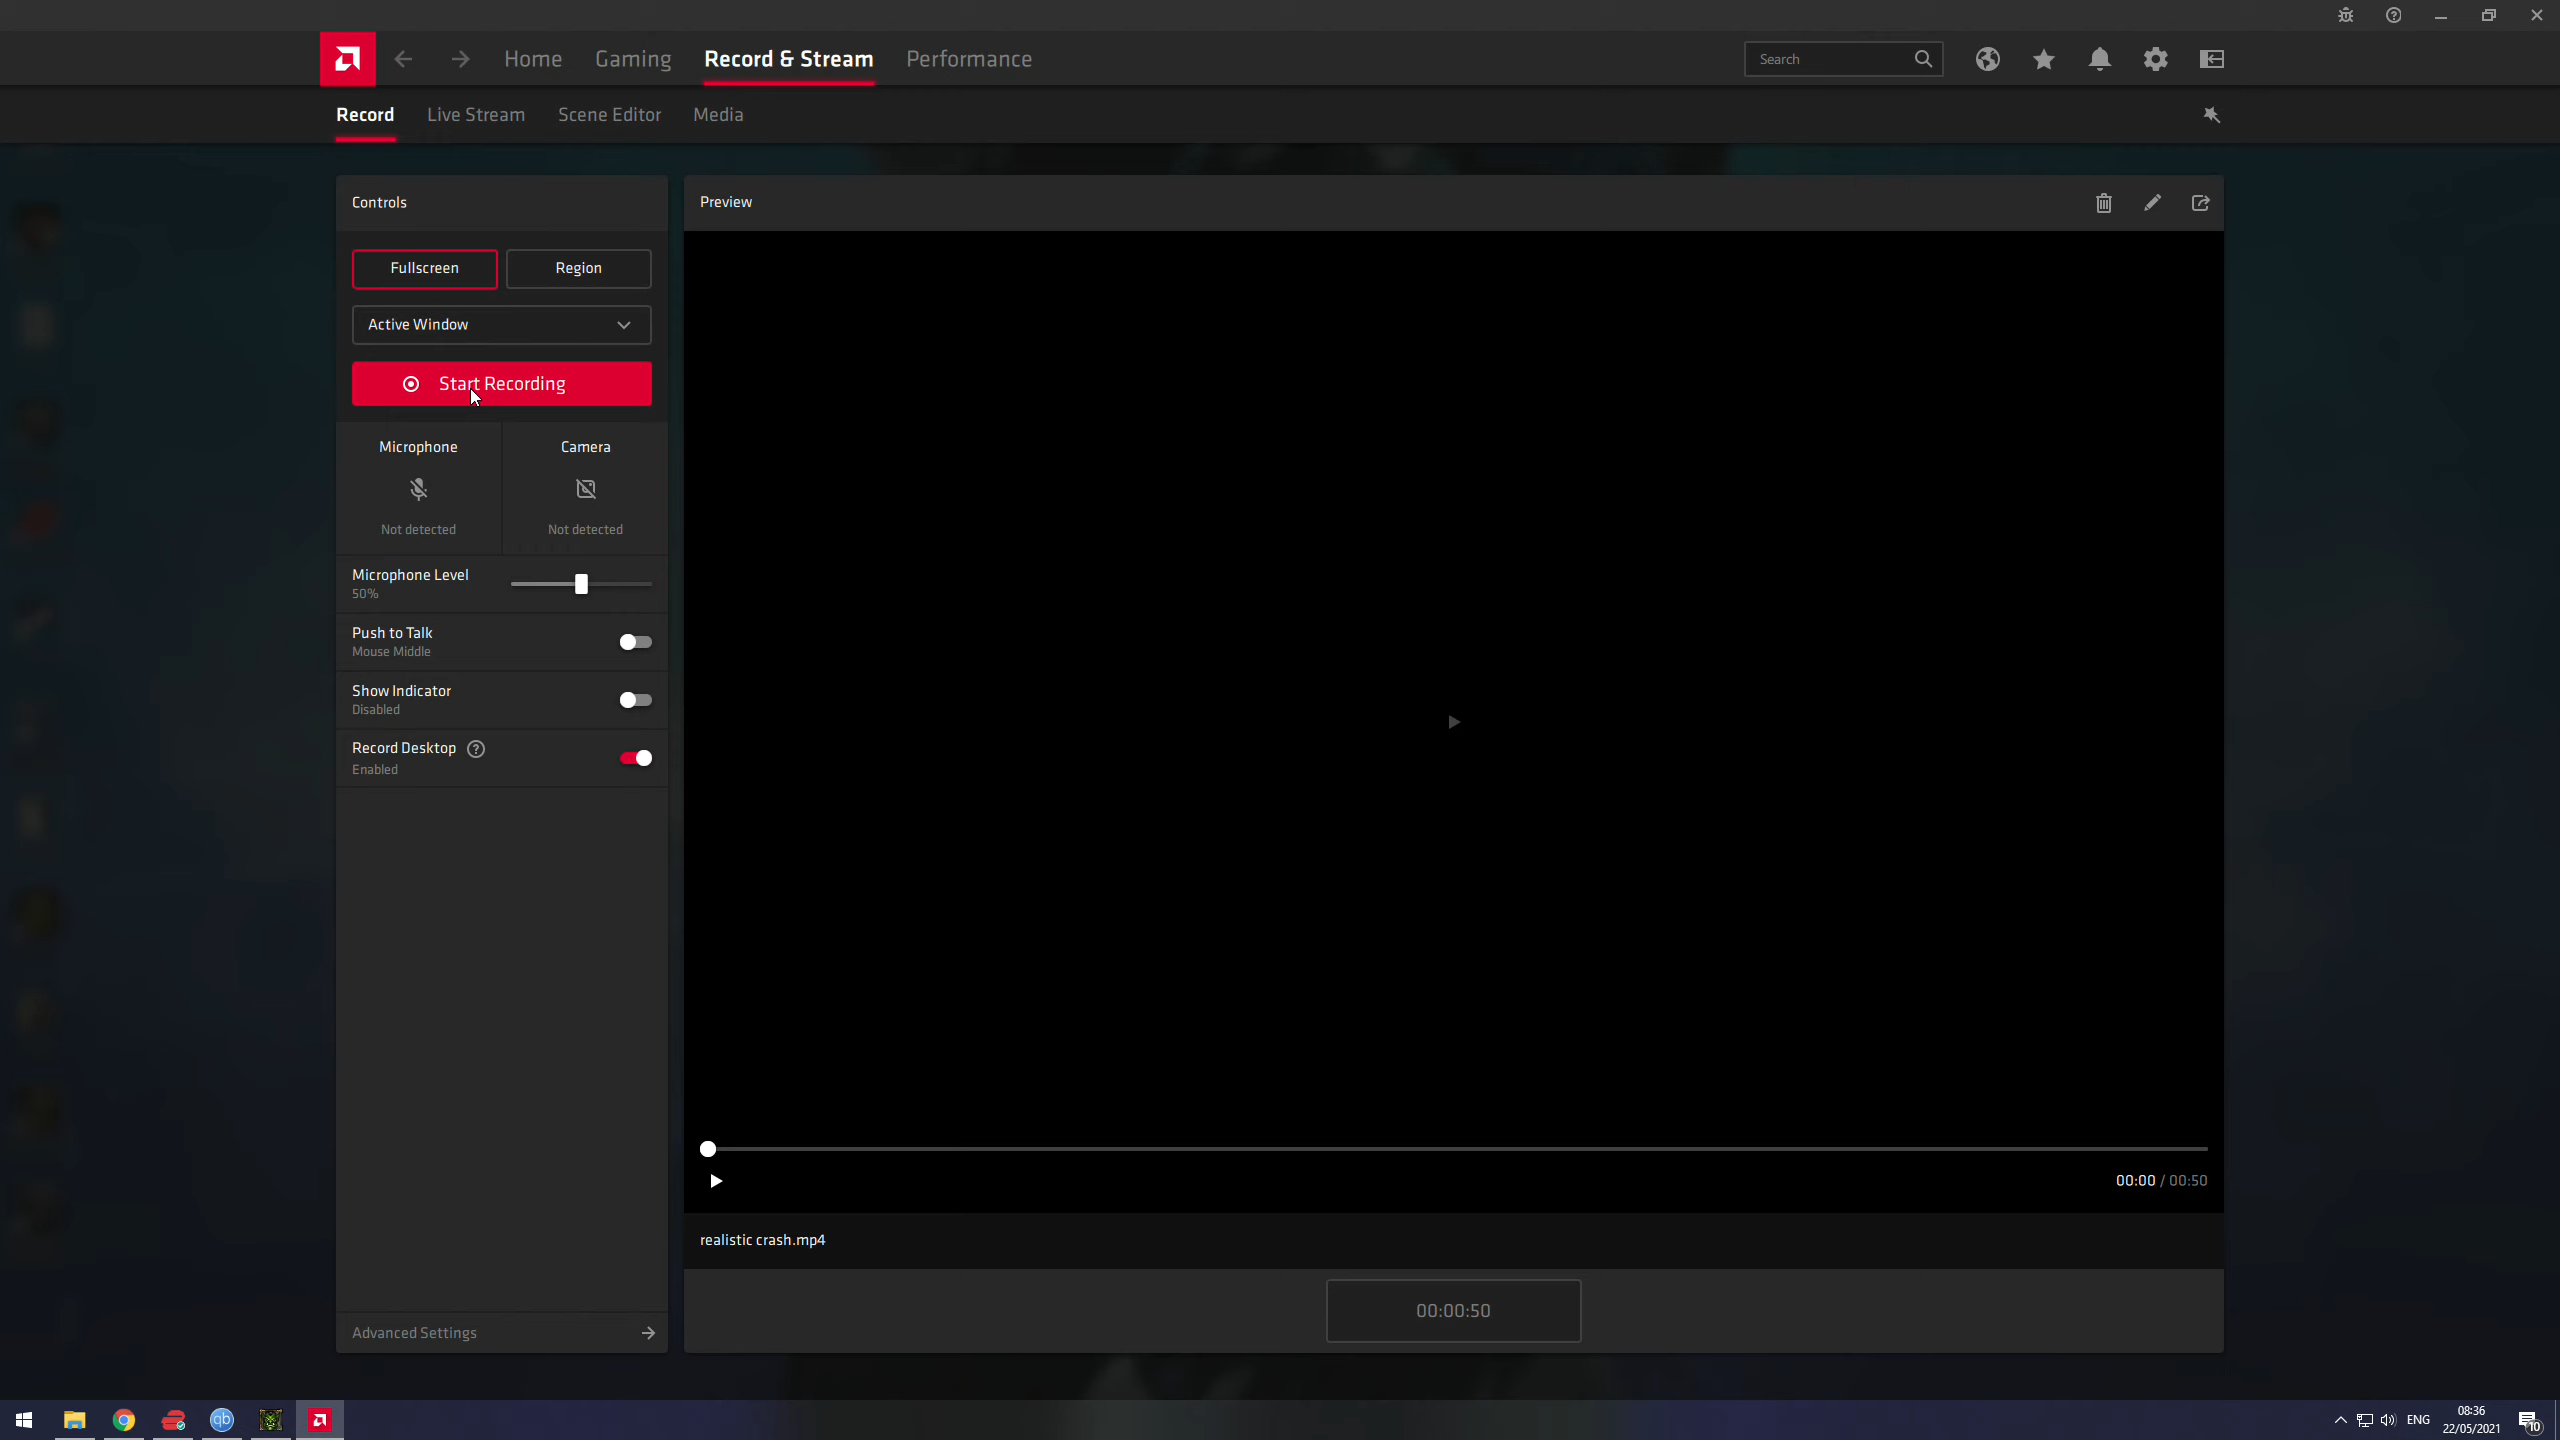 Home Gaming Record & Stream Performance Search
Record Live Stream Scene Editor Media
Controls
Fullscreen Region
Active Window
Start Recording
Microphone Camera
Not detected Not detected
Microphone Level
50%
Push to Talk
Mouse Middle
Show Indicator
Disabled
Record Desktop ?
Enabled
Advanced Settings
Preview
00:00 / 00:50
realistic crash.mp4
00:00:50
qb
ENG
08:36
22/05/2021
10